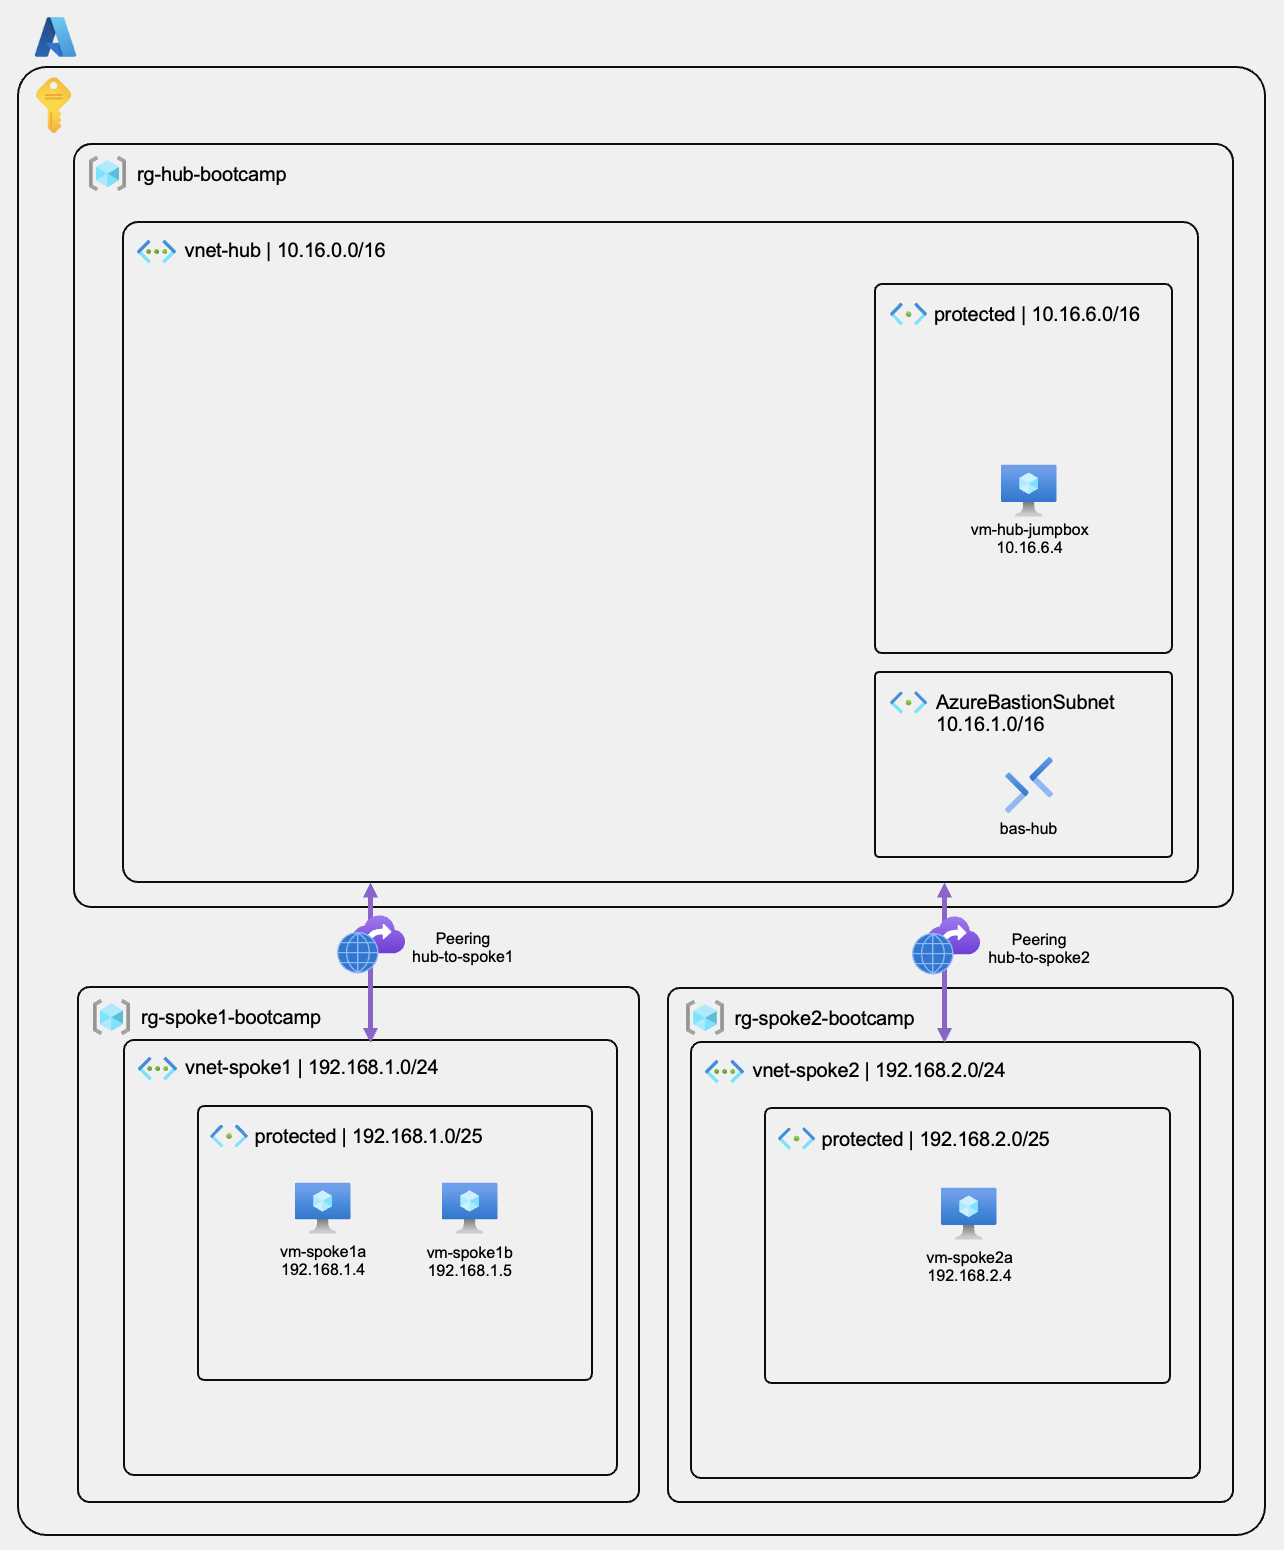 rg-hub-bootcamp
vnet-hub | 10.16.0.0/16
protected | 10.16.6.0/16
vm-hub-jumpbox
10.16.6.4
AzureBastionSubnet
10.16.1.0/16
bas-hub
Peering
hub-to-spoke1
Peering
hub-to-spoke2
rg-spoke1-bootcamp
vnet-spoke1 | 192.168.1.0/24
protected | 192.168.1.0/25
vm-spoke1a
192.168.1.4
vm-spoke1b
192.168.1.5
rg-spoke2-bootcamp
vnet-spoke2 | 192.168.2.0/24
protected | 192.168.2.0/25
vm-spoke2a
192.168.2.4